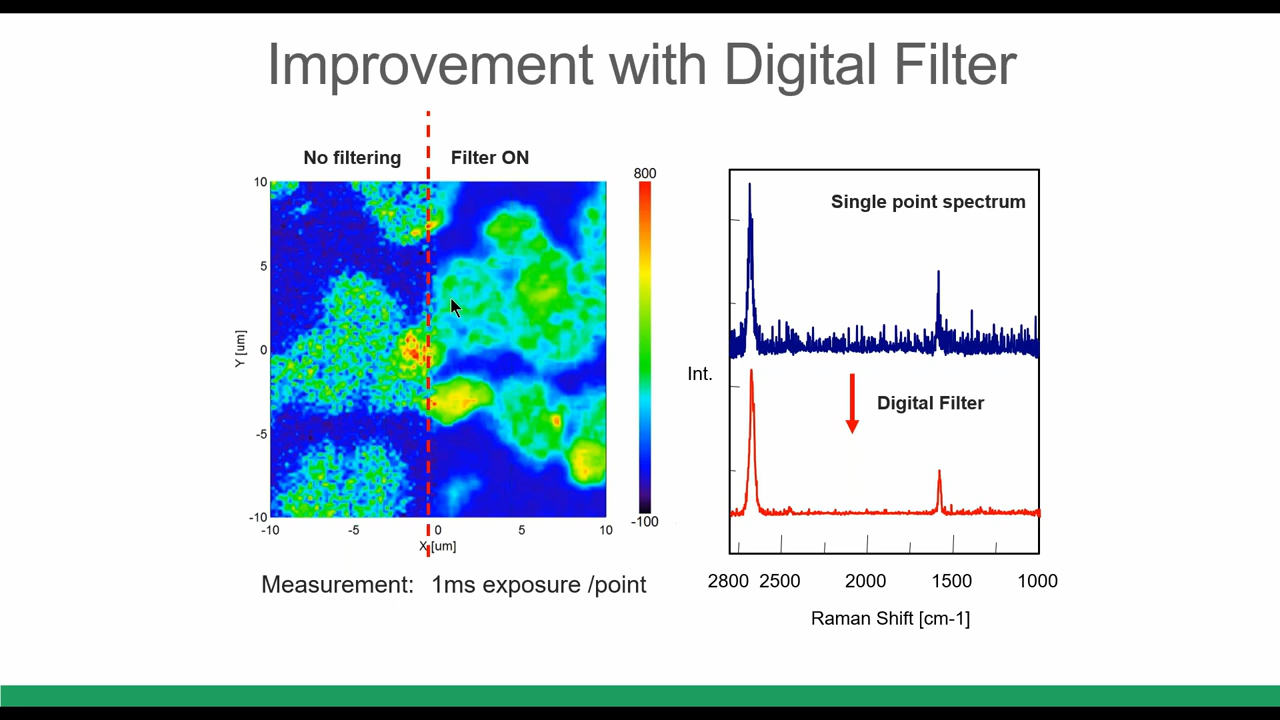 Improvement with Digital Filter
No filtering
Filter ON
10
5
0
-5
-10
Y [um]
-10
-5
0
5
10
X [um]
800
-100
Measurement: 1ms exposure /point
Single point spectrum
Int.
Digital Filter
2800 2500 2000 1500 1000
Raman Shift [cm-1]